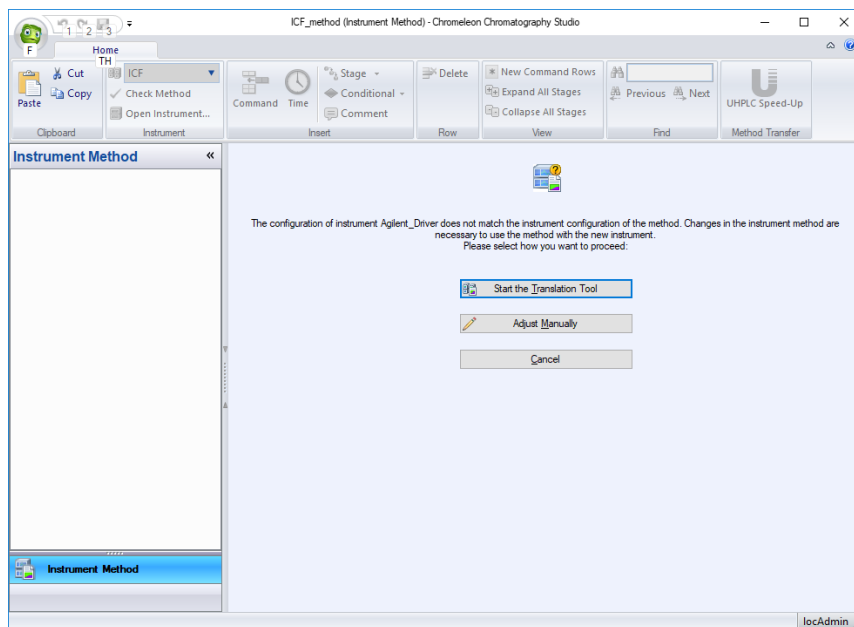 1 2 3
ICF_method (Instrument Method) - Chromeleon Chromatography Studio
F
Home
TH
Paste
Cut
Copy
Clipboard
ICF
Check Method
Open Instrument...
Instrument
Command
Time
Stage
Conditional
Comment
Insert
Delete
Row
New Command Rows
Expand All Stages
Collapse All Stages
View
Previous
Next
Find
UHPLC Speed-Up
Method Transfer
Instrument Method
The configuration of instrument Agilent_Driver does not match the instrument configuration of the method. Changes in the instrument method are
necessary to use the method with the new instrument.
Please select how you want to proceed:
Start the Translation Tool
Adjust Manually
Cancel
Instrument Method
locAdmin